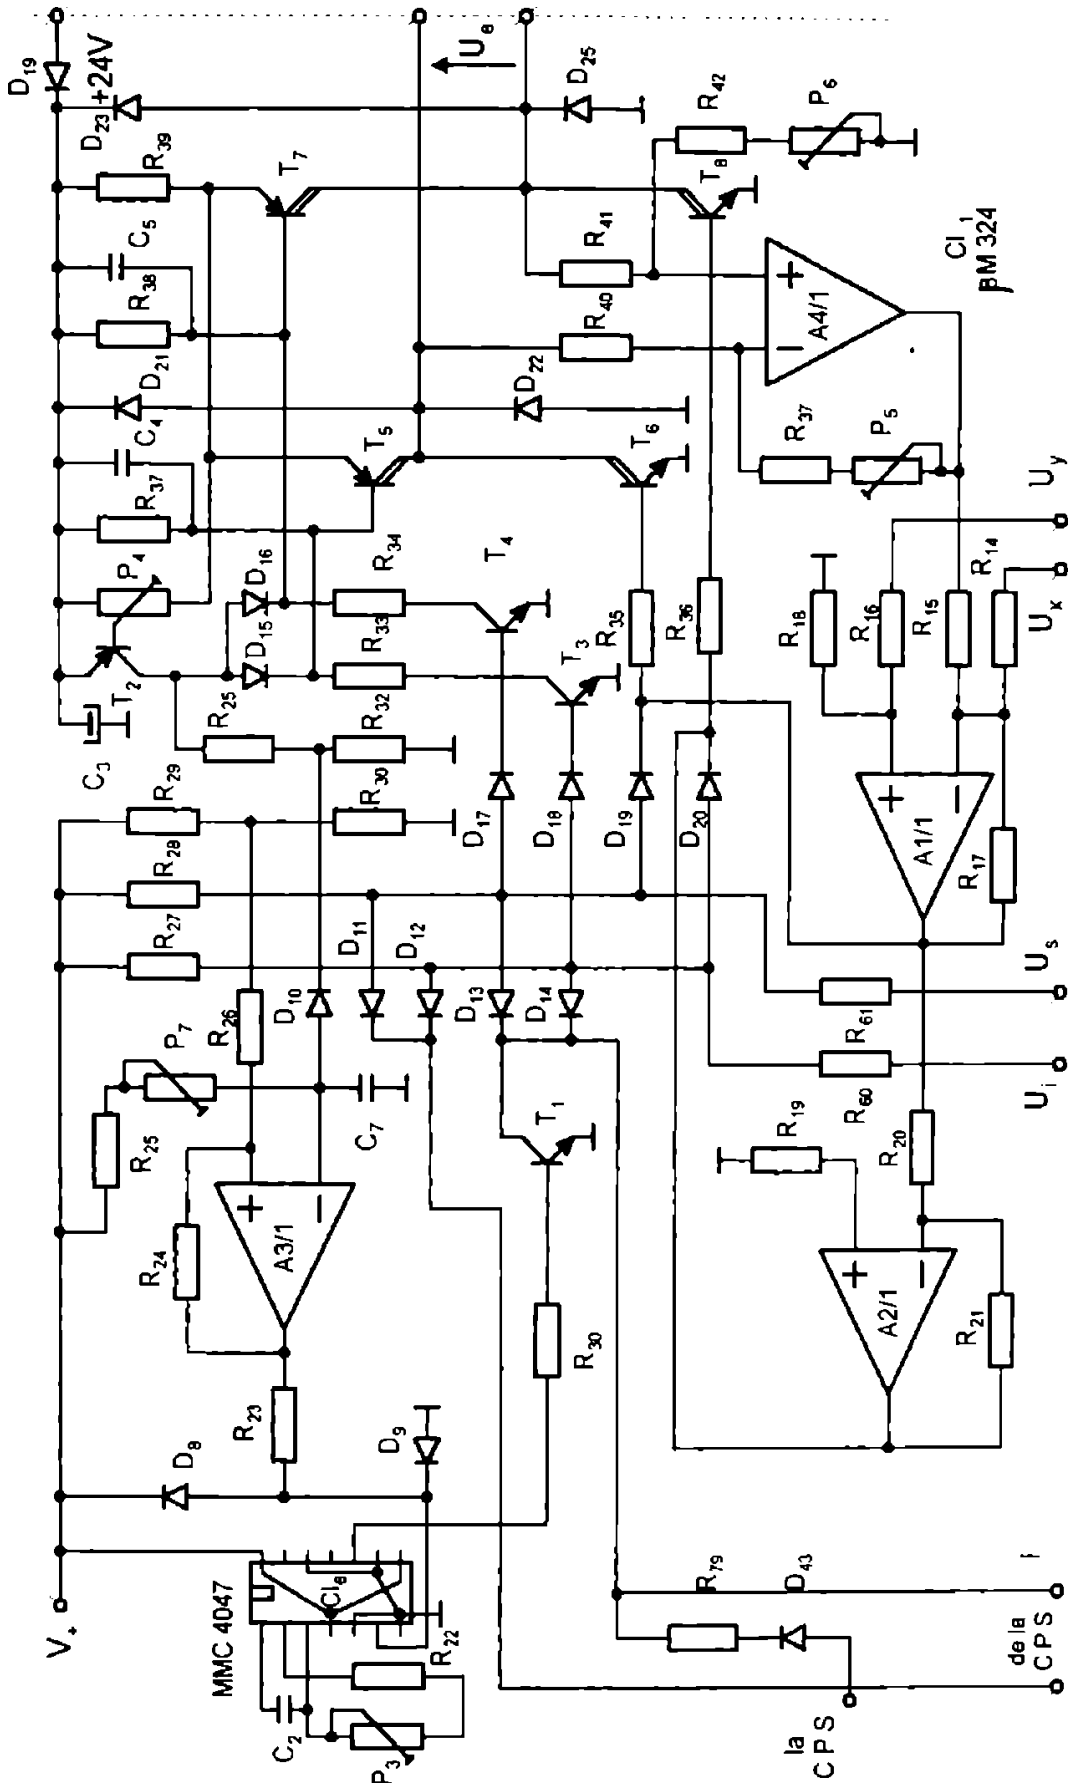 D19
+24V
D23
R39
T7
C5
R38
D21
C4
R37
T5
P4
D16
D15
T2
R25
C3
R29
R28
R27
R30
R32
R33
R34
T4
T3
D17
D18
D19
D20
R35
R36
T6
D22
R40
R41
Ue
D25
R42
P6
T8
CI1
βM 324
A4/1
+
−
R37
P5
Uy
R14
Ux
R15
R16
R18
A1/1
+
−
R17
Us
R61
Ui
R60
R19
R20
A2/1
+
−
R21
D11
D12
D13
D14
D10
R26
P7
R25
C7
T1
A3/1
+
−
R24
R23
R30
D8
D9
V+
MMC 4047
CI8
R22
C2
P3
R79
D43
la
CPS
de la
CPS